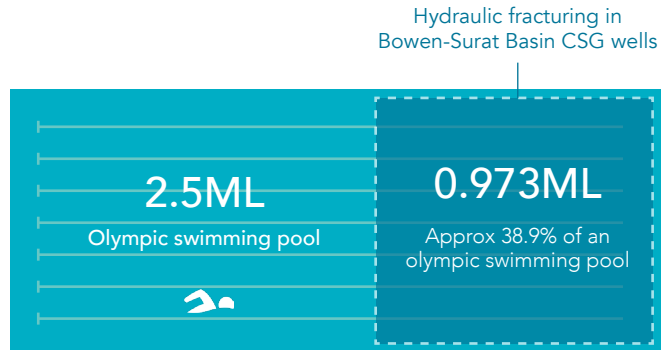 Hydraulic fracturing in
Bowen-Surat Basin CSG wells
2.5ML
Olympic swimming pool
0.973ML
Approx 38.9% of an
olympic swimming pool